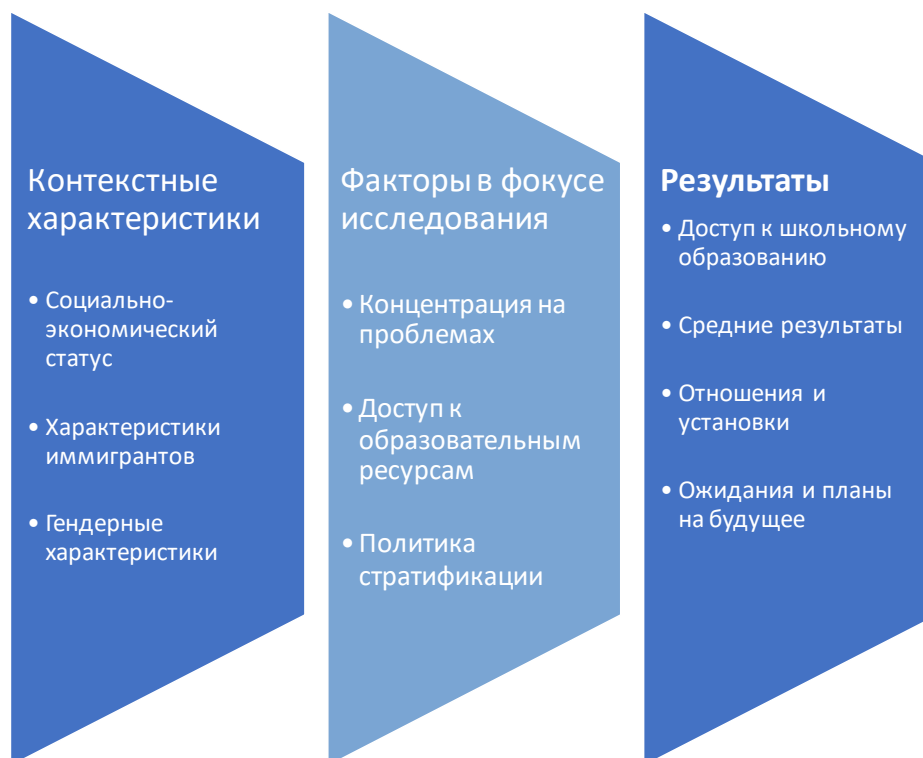 Контекстные
характеристики
• Социально-
экономический
статус
• Характеристики
иммигрантов
• Гендерные
характеристики
Факторы в фокусе
исследования
• Концентрация на
проблемах
• Доступ к
образовательным
ресурсам
• Политика
стратификации
Результаты
• Доступ к школьному
образованию
• Средние результаты
• Отношения и
установки
• Ожидания и планы
на будущее